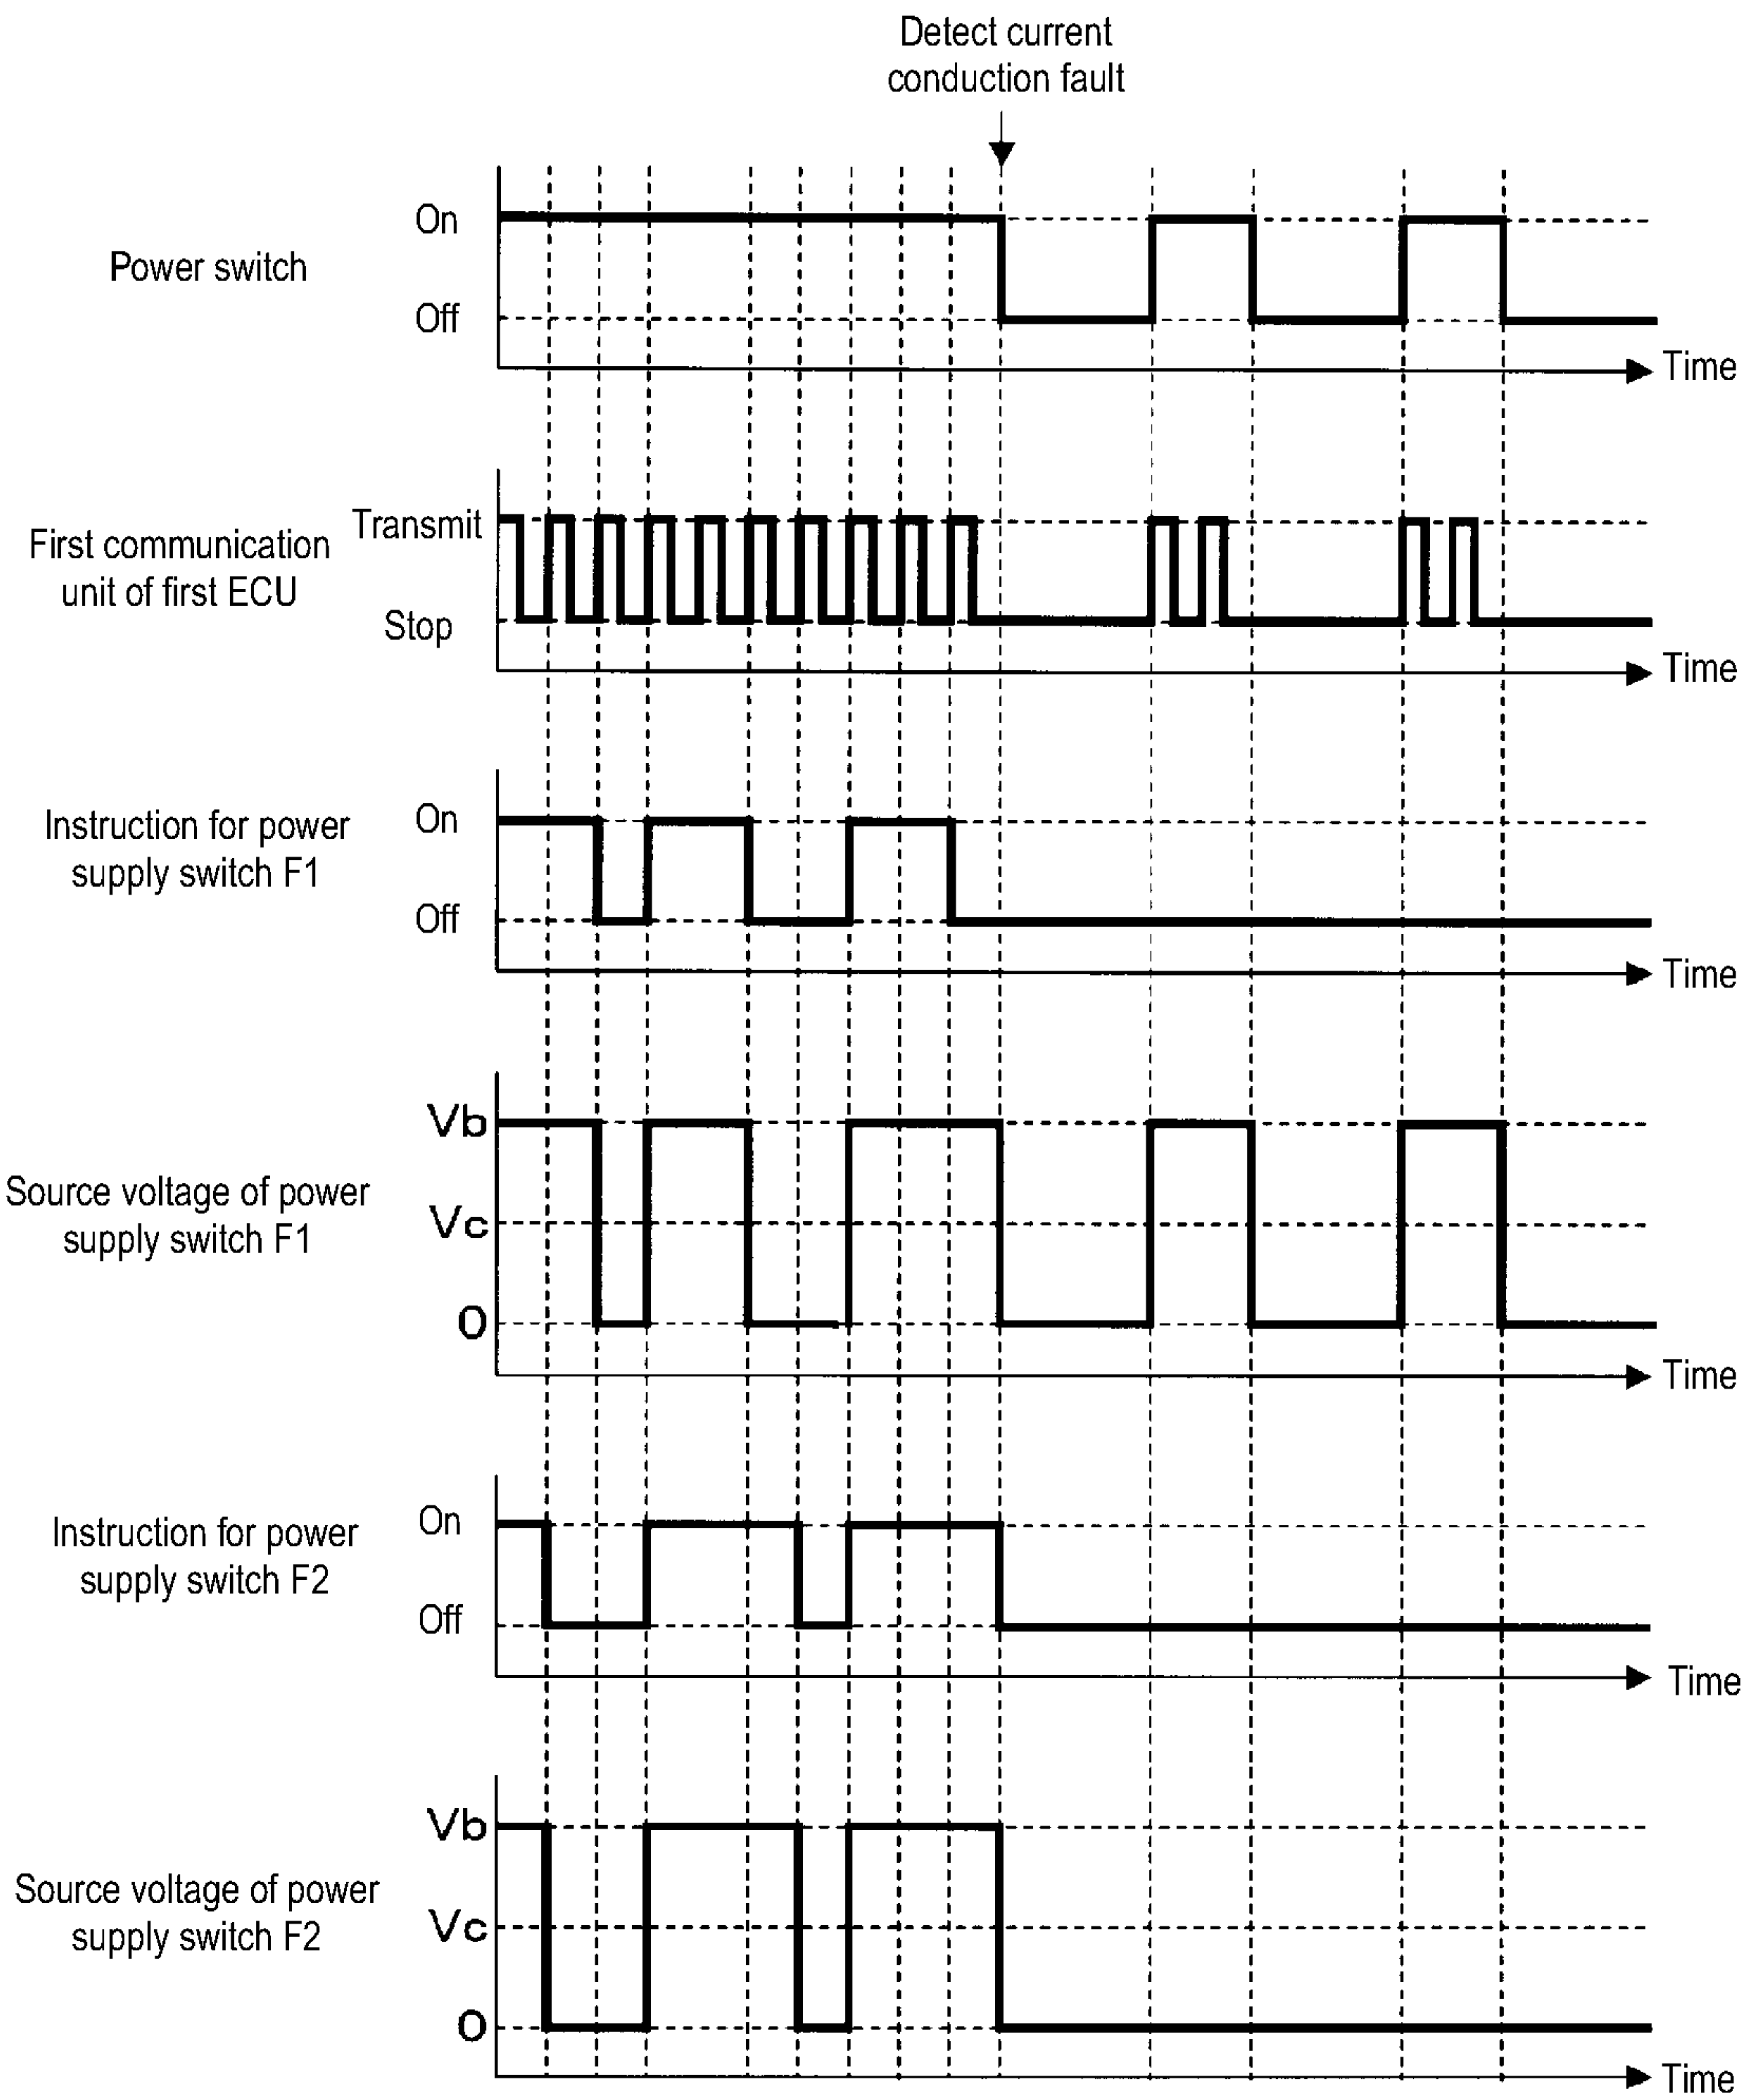 Detect current
conduction fault
On
Power switch
Off
Time
Transmit
First communication
unit of first ECU
Stop
Time
On
Instruction for power
supply switch F1
Off
Time
Vb
Source voltage of power
Vc
supply switch F1
0
Time
On
Instruction for power
supply switch F2
Off
Time
Vb
Source voltage of power
Vc
supply switch F2
0
Time